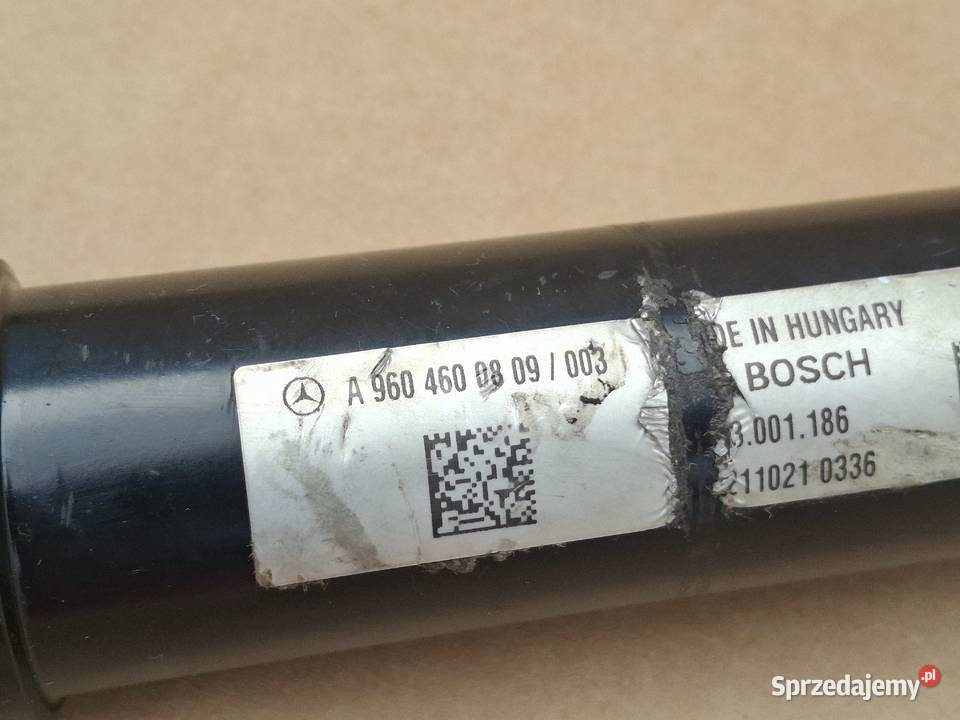 A 960 460 08 09 / 003
DE IN HUNGARY
BOSCH
3.001.186
211021 0336
Sprzedajemy.pl